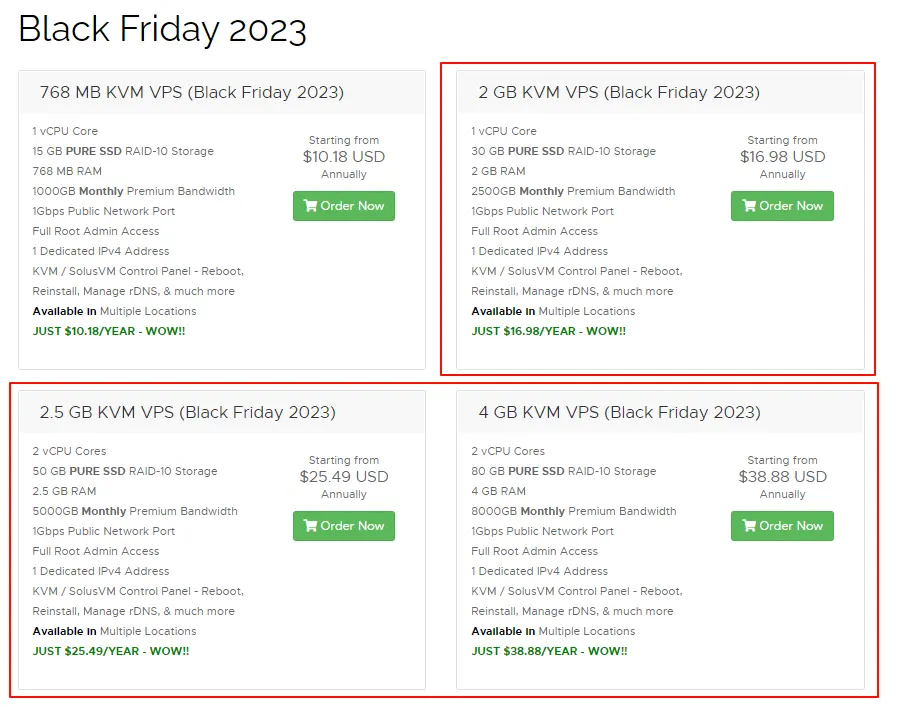 Black Friday 2023
768 MB KVM VPS (Black Friday 2023)
1 vCPU Core
15 GB PURE SSD RAID-10 Storage
768 MB RAM
1000GB Monthly Premium Bandwidth
1Gbps Public Network Port
Full Root Admin Access
1 Dedicated IPv4 Address
KVM / SolusVM Control Panel - Reboot,
Reinstall, Manage rDNS, & much more
Available in Multiple Locations
JUST $10.18/YEAR - WOW!!
Starting from
$10.18 USD
Annually
Order Now
2 GB KVM VPS (Black Friday 2023)
1 vCPU Core
30 GB PURE SSD RAID-10 Storage
2 GB RAM
2500GB Monthly Premium Bandwidth
1Gbps Public Network Port
Full Root Admin Access
1 Dedicated IPv4 Address
KVM / SolusVM Control Panel - Reboot,
Reinstall, Manage rDNS, & much more
Available in Multiple Locations
JUST $16.98/YEAR - WOW!!
Starting from
$16.98 USD
Annually
Order Now
2.5 GB KVM VPS (Black Friday 2023)
2 vCPU Cores
50 GB PURE SSD RAID-10 Storage
2.5 GB RAM
5000GB Monthly Premium Bandwidth
1Gbps Public Network Port
Full Root Admin Access
1 Dedicated IPv4 Address
KVM / SolusVM Control Panel - Reboot,
Reinstall, Manage rDNS, & much more
Available in Multiple Locations
JUST $25.49/YEAR - WOW!!
Starting from
$25.49 USD
Annually
Order Now
4 GB KVM VPS (Black Friday 2023)
2 vCPU Cores
80 GB PURE SSD RAID-10 Storage
4 GB RAM
8000GB Monthly Premium Bandwidth
1Gbps Public Network Port
Full Root Admin Access
1 Dedicated IPv4 Address
KVM / SolusVM Control Panel - Reboot,
Reinstall, Manage rDNS, & much more
Available in Multiple Locations
JUST $38.88/YEAR - WOW!!
Starting from
$38.88 USD
Annually
Order Now